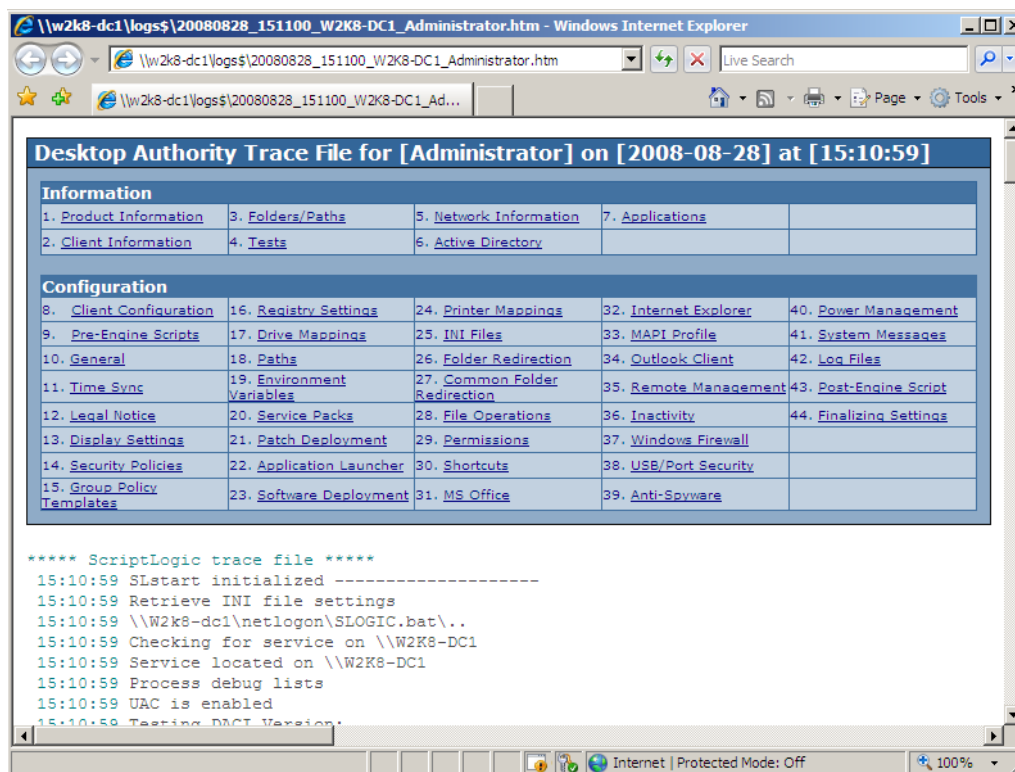 \\w2k8-dc1\logs$\20080828_151100_W2K8-DC1_Administrator.htm - Windows Internet Explorer
\\w2k8-dc1\logs$\20080828_151100_W2K8-DC1_Administrator.htm Live Search
\\w2k8-dc1\logs$\20080828_151100_W2K8-DC1_Ad... Page Tools
Desktop Authority Trace File for [Administrator] on [2008-08-28] at [15:10:59]
Information
1. Product Information 3. Folders/Paths 5. Network Information 7. Applications
2. Client Information 4. Tests 6. Active Directory
Configuration
8. Client Configuration 16. Registry Settings 24. Printer Mappings 32. Internet Explorer 40. Power Management
9. Pre-Engine Scripts 17. Drive Mappings 25. INI Files 33. MAPI Profile 41. System Messages
10. General 18. Paths 26. Folder Redirection 34. Outlook Client 42. Log Files
11. Time Sync 19. Environment Variables 27. Common Folder Redirection 35. Remote Management 43. Post-Engine Script
12. Legal Notice 20. Service Packs 28. File Operations 36. Inactivity 44. Finalizing Settings
13. Display Settings 21. Patch Deployment 29. Permissions 37. Windows Firewall
14. Security Policies 22. Application Launcher 30. Shortcuts 38. USB/Port Security
15. Group Policy Templates 23. Software Deployment 31. MS Office 39. Anti-Spyware
***** ScriptLogic trace file *****
15:10:59 SLstart initialized --------------------
15:10:59 Retrieve INI file settings
15:10:59 \\W2k8-dc1\netlogon\SLOGIC.bat\..
15:10:59 Checking for service on \\W2K8-DC1
15:10:59 Service located on \\W2K8-DC1
15:10:59 Process debug lists
15:10:59 UAC is enabled
15:10:59 Testing DACI Version:
Internet | Protected Mode: Off 100%